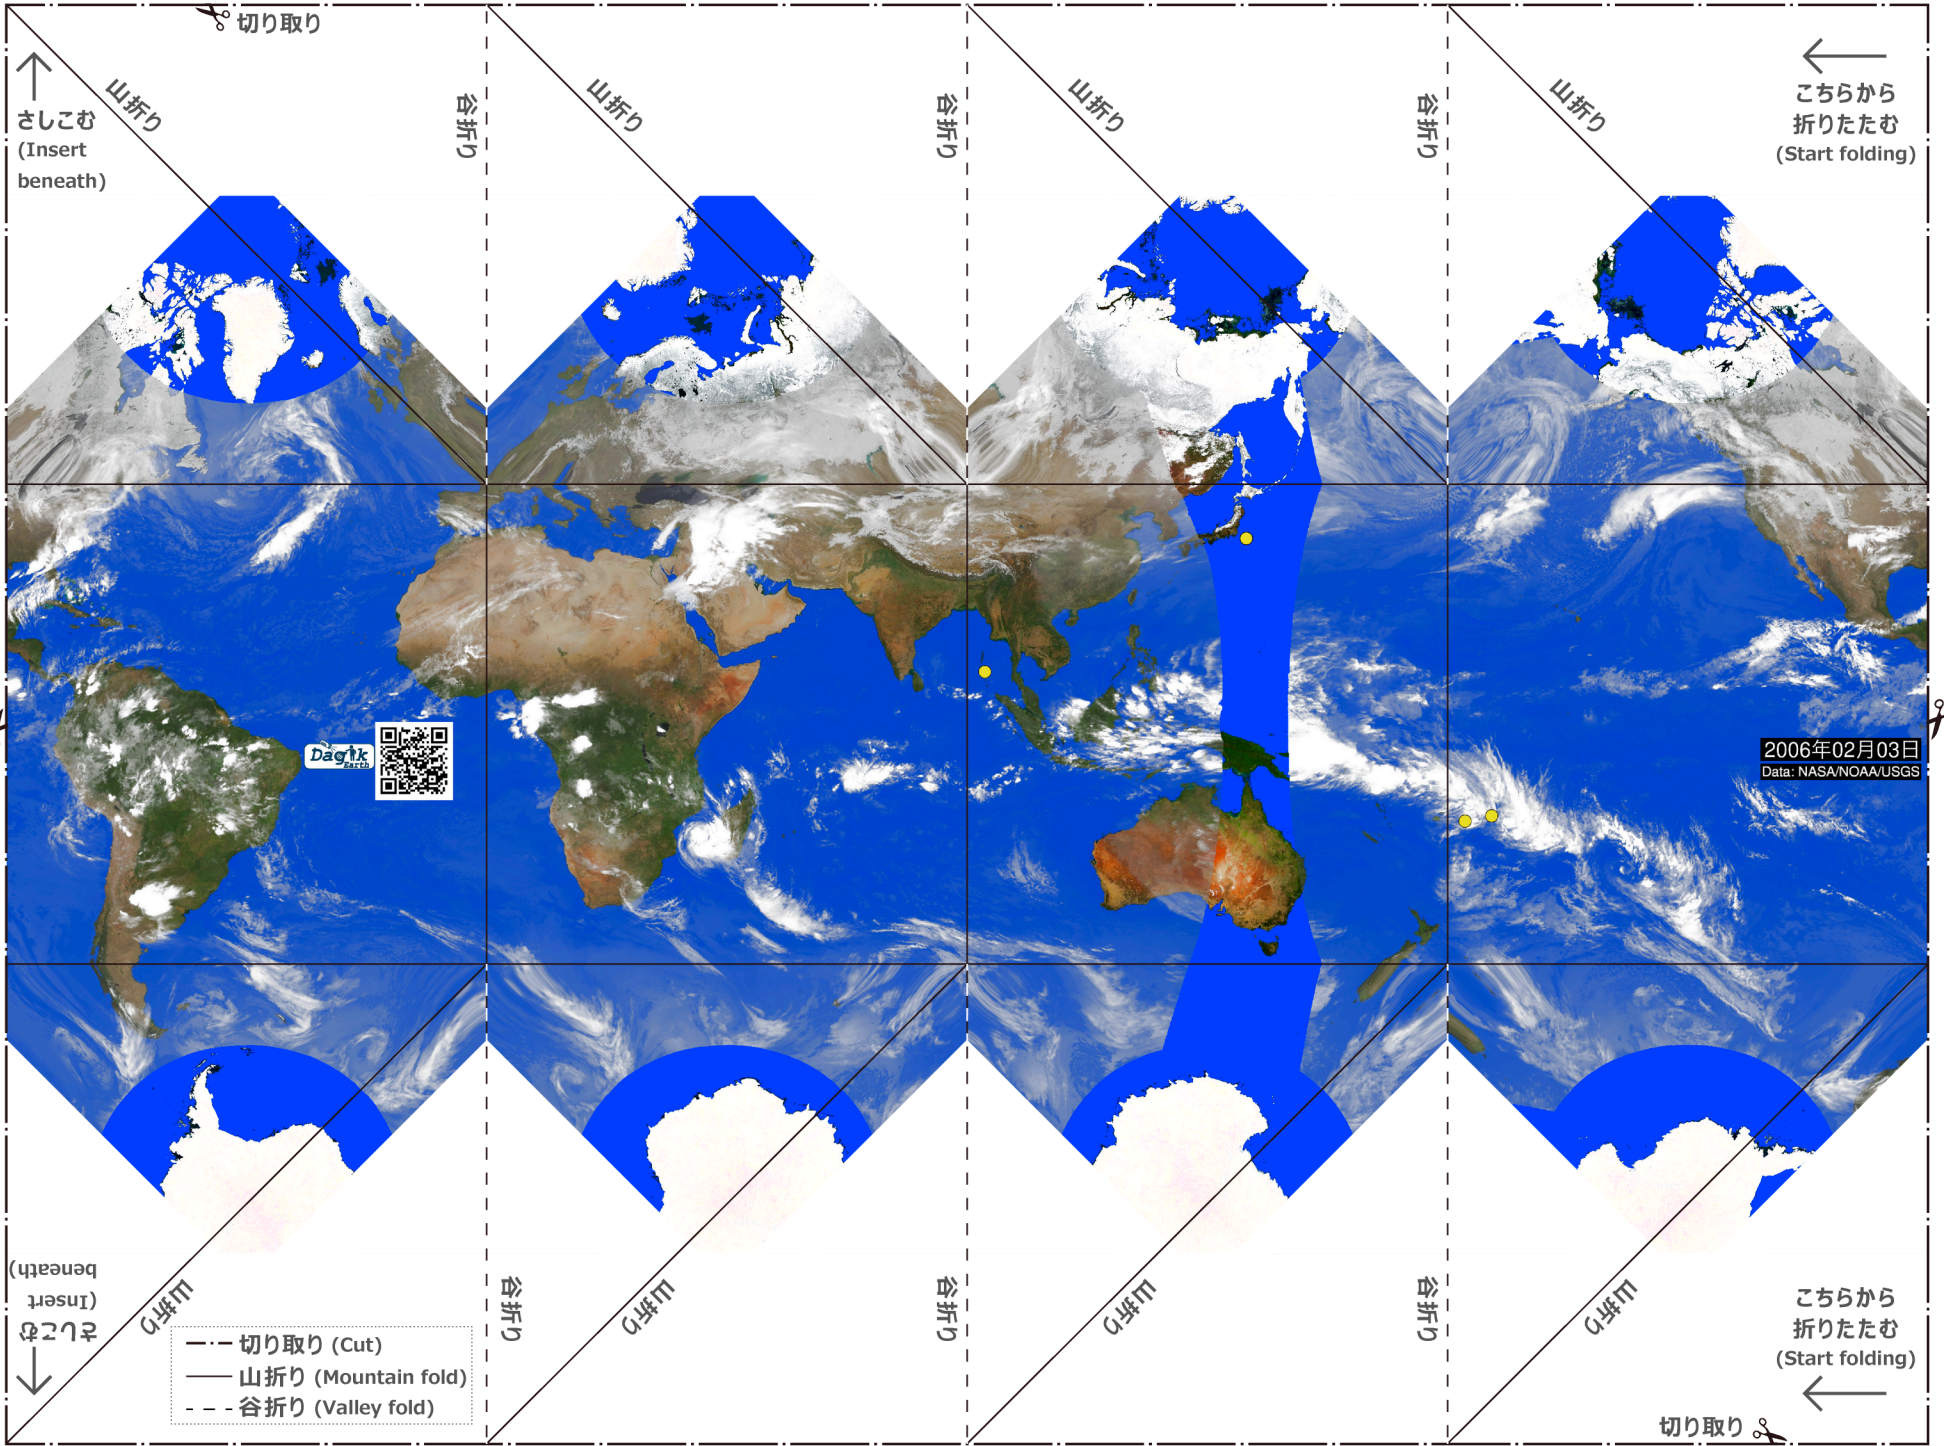 切り取り
山折り
谷折り
山折り
谷折り
山折り
谷折り
山折り
さしこむ
(Insert
beneath)
こちらから
折りたたむ
(Start folding)
Dagik
Earth
2006年02月03日
Data: NASA/NOAA/USGS
さしこむ
(Insert
beneath)
山折り
谷折り
山折り
谷折り
山折り
谷折り
山折り
切り取り (Cut)
山折り (Mountain fold)
谷折り (Valley fold)
こちらから
折りたたむ
(Start folding)
切り取り